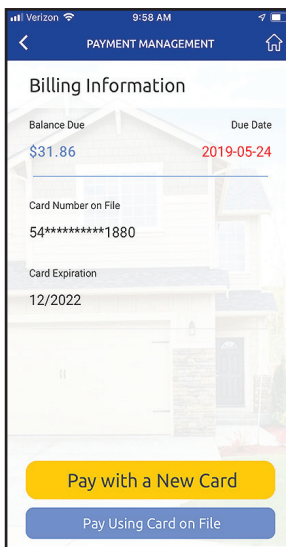 Verizon 9:58 AM
PAYMENT MANAGEMENT
Billing Information
Balance Due Due Date
$31.86 2019-05-24
Card Number on File
54**********1880
Card Expiration
12/2022
Pay with a New Card
Pay Using Card on File